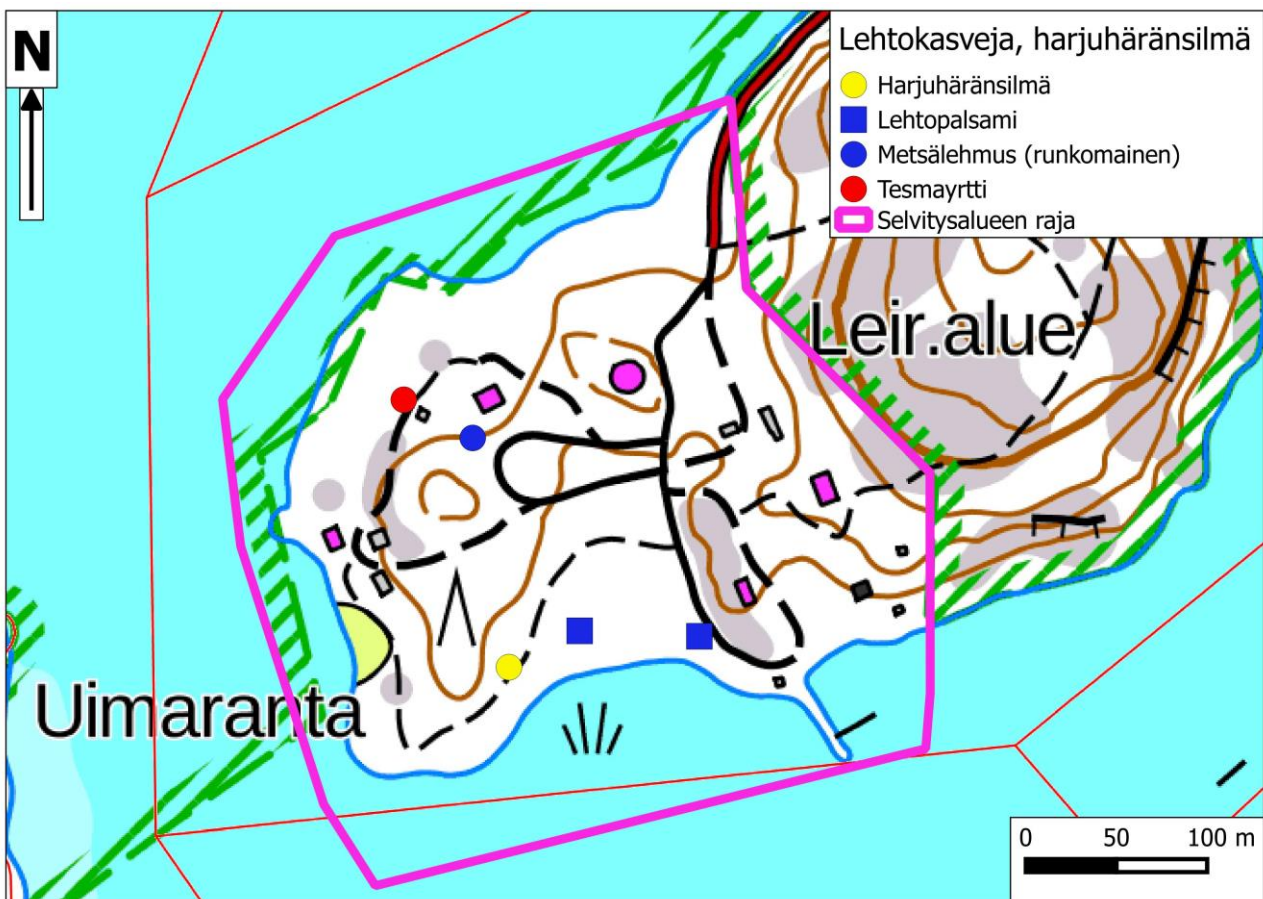 N
Lehtokasveja, harjuhäränsilmä
Harjuhäränsilmä
Lehtopalsami
Metsälehmus (runkomainen)
Tesmayrtti
Selvitysalueen raja
Leir.alue
Uimaranta
0 50 100 m